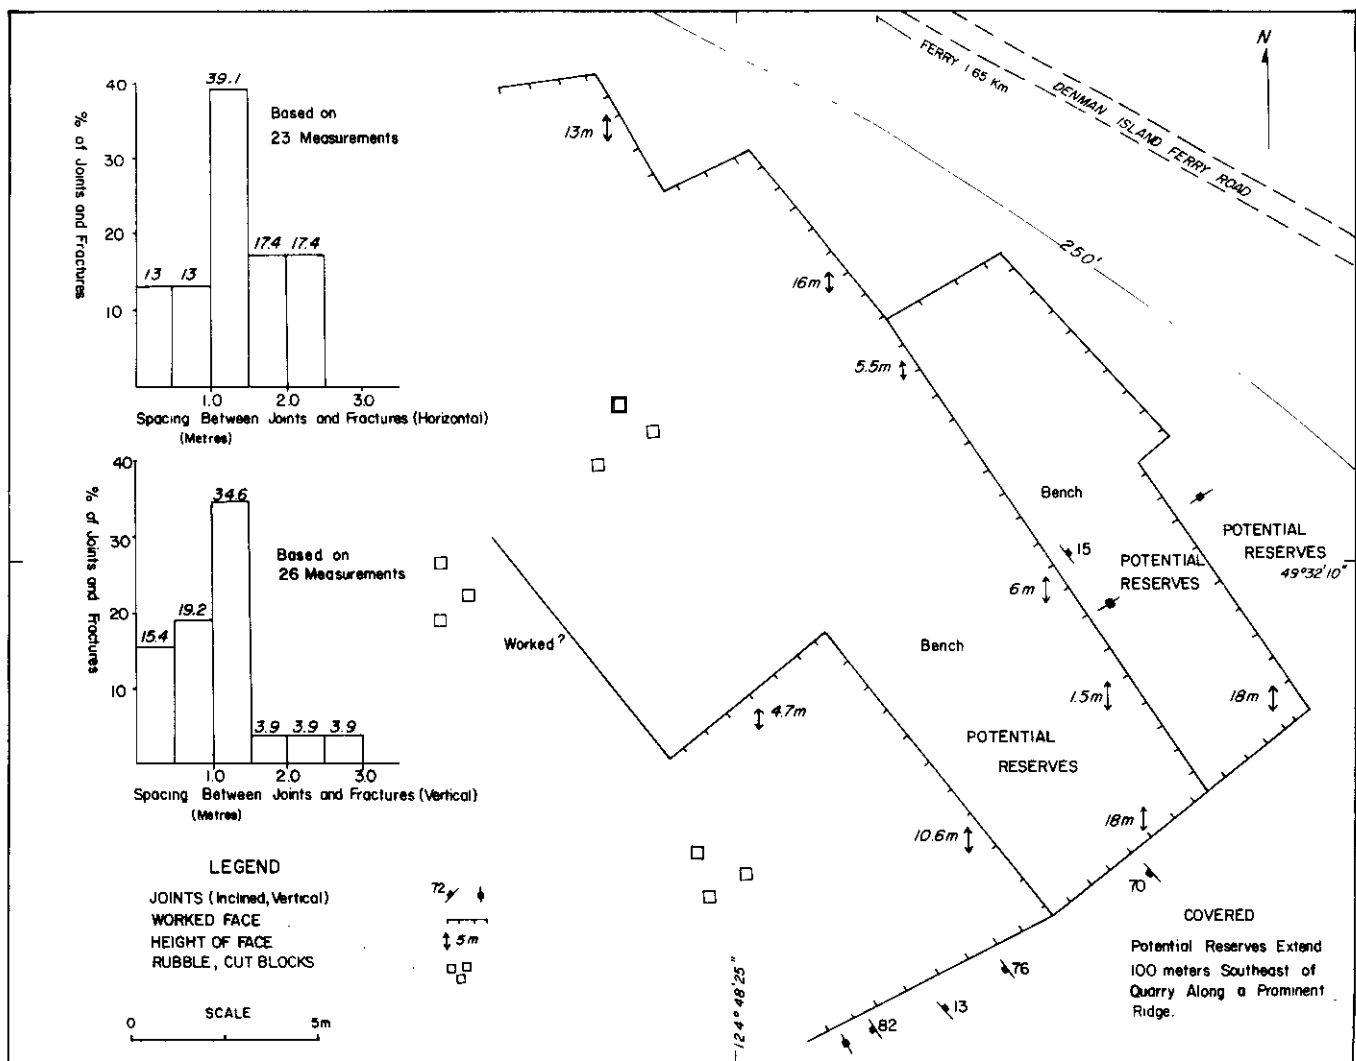 40
39.1
Based on
23 Measurements
30
20
17.4 17.4
13 13
10
% of Joints and Fractures
1.0 2.0 3.0
Spacing Between Joints and Fractures (Horizontal)
(Metres)
40
34.6
30
Based on
26 Measurements
20
19.2
15.4
10
3.9 3.9 3.9
% of Joints and Fractures
1.0 2.0 3.0
Spacing Between Joints and Fractures (Vertical)
(Metres)
LEGEND
JOINTS (Inclined, Vertical)
72
WORKED FACE
HEIGHT OF FACE
5m
RUBBLE, CUT BLOCKS
SCALE
0 5m
N
FERRY 1.65 Km
DENMAN ISLAND FERRY ROAD
250'
13m
16m
5.5m
Bench
15
POTENTIAL
RESERVES
POTENTIAL
RESERVES
49°32'10"
6m
Worked?
Bench
1.5m
18m
4.7m
POTENTIAL
RESERVES
18m
10.6m
70
76
13
82
124°48'25"
COVERED
Potential Reserves Extend
100 meters Southeast of
Quarry Along a Prominent
Ridge.